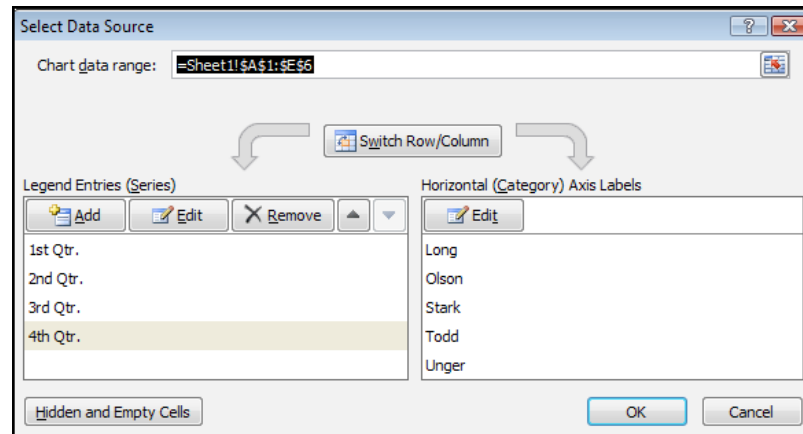 Select Data Source
Chart data range: =Sheet1!$A$1:$E$6
Switch Row/Column
Legend Entries (Series)
Add Edit Remove
1st Qtr.
2nd Qtr.
3rd Qtr.
4th Qtr.
Horizontal (Category) Axis Labels
Edit
Long
Olson
Stark
Todd
Unger
Hidden and Empty Cells
OK Cancel